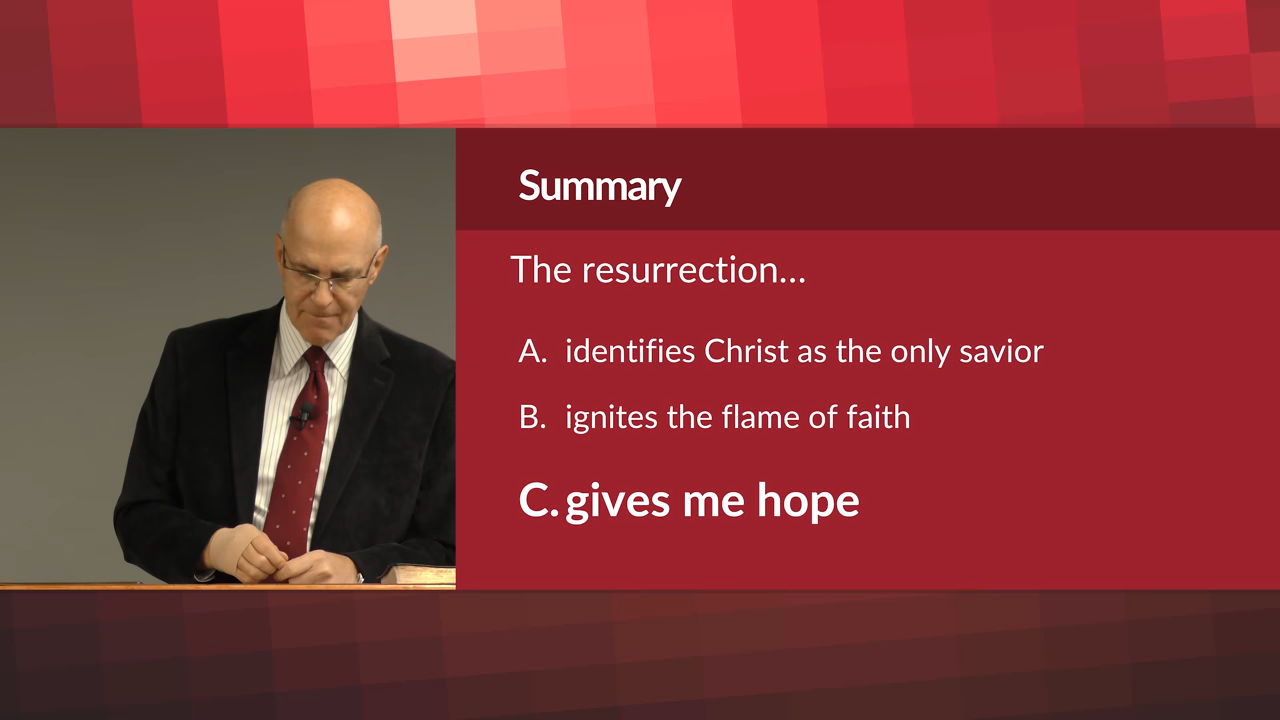 Summary
The resurrection...
A. identifies Christ as the only savior
B. ignites the flame of faith
C. gives me hope